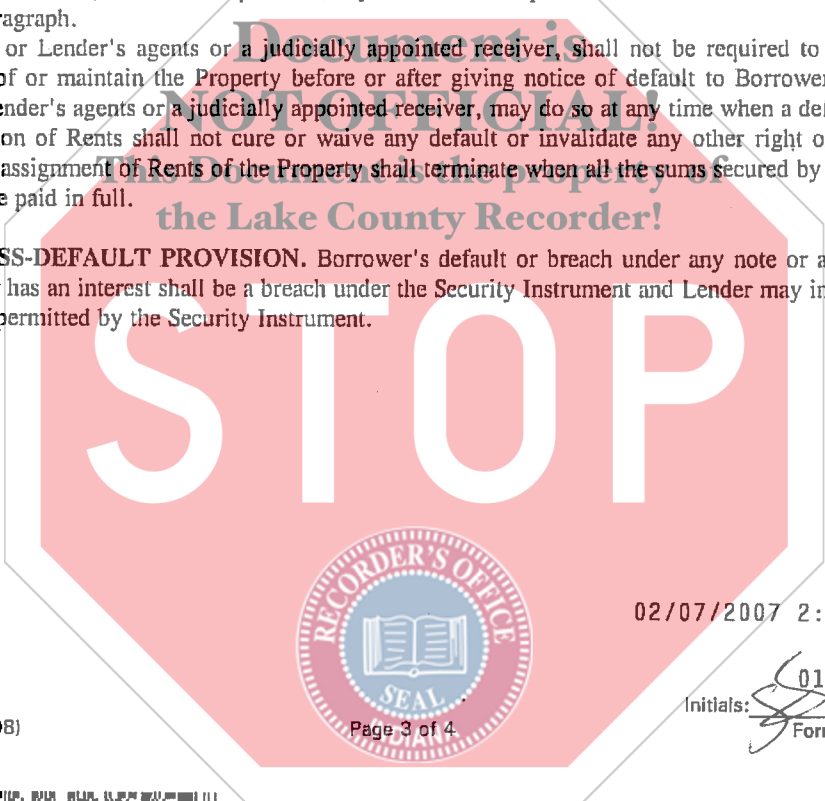 ragraph.
or Lender's agents or a judicially appointed receiver, shall not be required to
of or maintain the Property before or after giving notice of default to Borrower
ender's agents or a judicially appointed receiver, may do so at any time when a def
on of Rents shall not cure or waive any default or invalidate any other right o
assignment of Rents of the Property shall terminate when all the sums secured by
e paid in full.
Document is
NOT OFFICIAL!
This Document is the property of
the Lake County Recorder!
SS-DEFAULT PROVISION. Borrower's default or breach under any note or a
has an interest shall be a breach under the Security Instrument and Lender may in
permitted by the Security Instrument.
STOP
RECORDER'S OFFICE
SEAL
INDIANA
02/07/2007 2:
01
Initials:
98)
Page 3 of 4
For